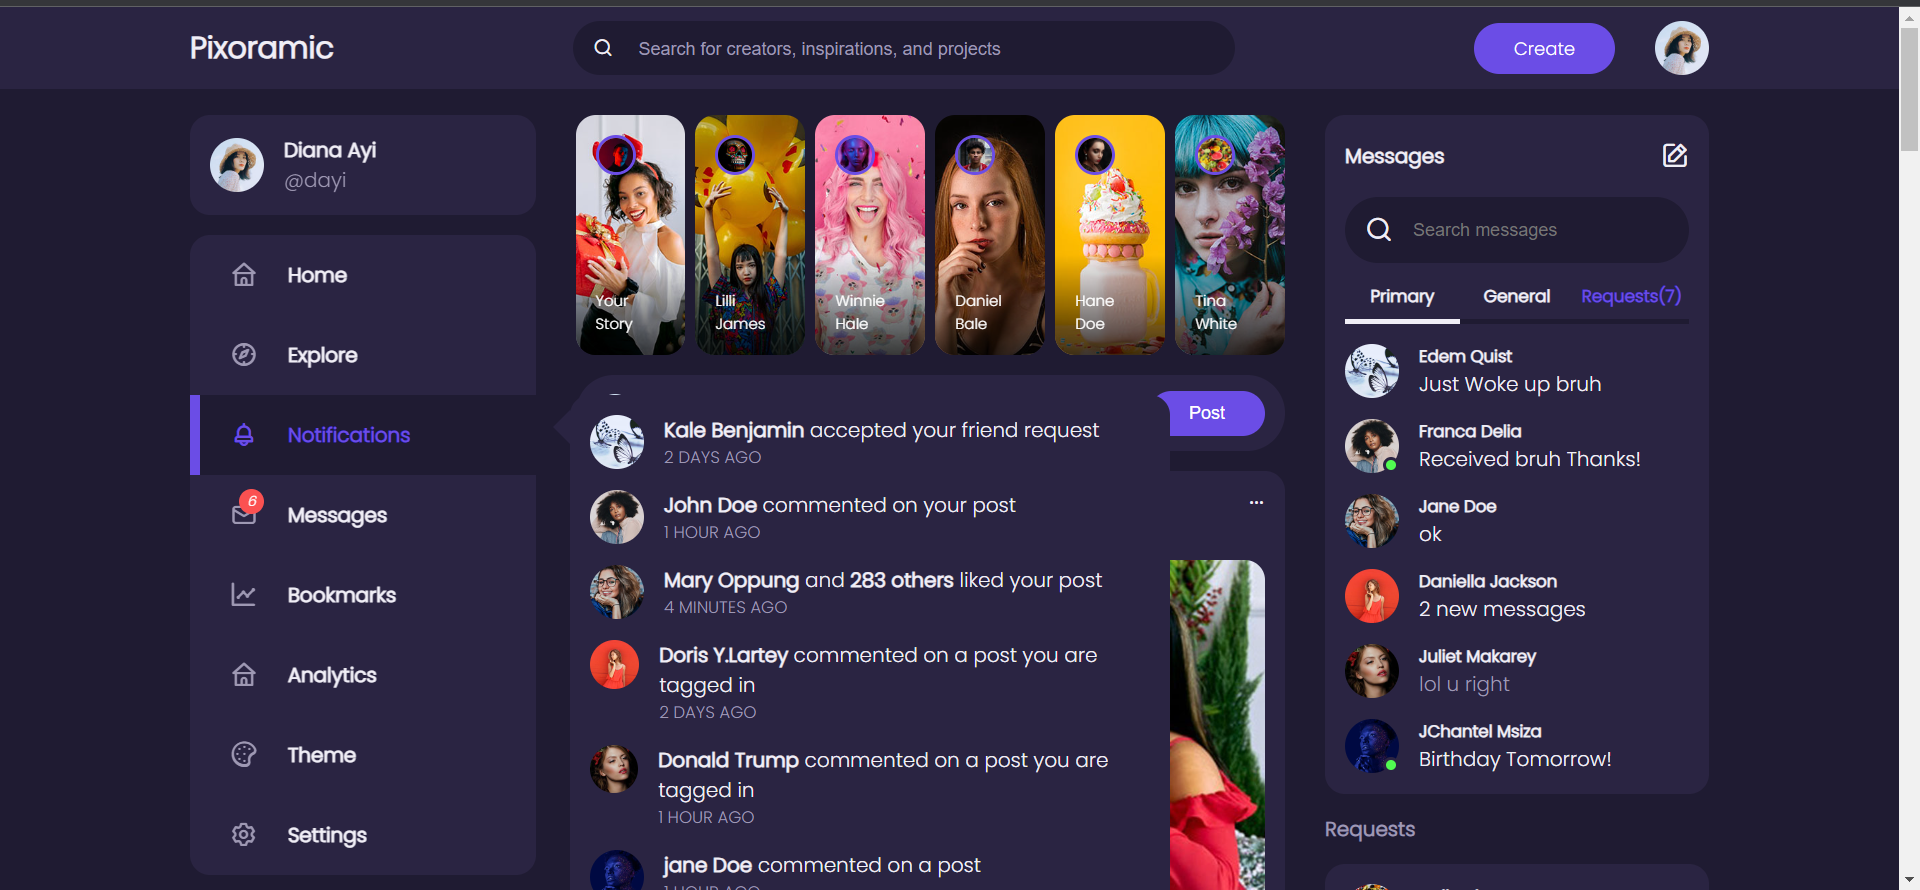 Pixoramic
Search for creators, inspirations, and projects
Create
Diana Ayi
@dayi
Home
Explore
Notifications
6
Messages
Bookmarks
Analytics
Theme
Settings
Your
Story
Lilli
James
Winnie
Hale
Daniel
Bale
Hane
Doe
Tina
White
Post
Kale Benjamin accepted your friend request
2 DAYS AGO
John Doe commented on your post
1 HOUR AGO
Mary Oppung and 283 others liked your post
4 MINUTES AGO
Doris Y.Lartey commented on a post you are
tagged in
2 DAYS AGO
Donald Trump commented on a post you are
tagged in
1 HOUR AGO
jane Doe commented on a post
1 HOUR AGO
Messages
Search messages
Primary
General
Requests(7)
Edem Quist
Just Woke up bruh
Franca Delia
Received bruh Thanks!
Jane Doe
ok
Daniella Jackson
2 new messages
Juliet Makarey
lol u right
JChantel Msiza
Birthday Tomorrow!
Requests